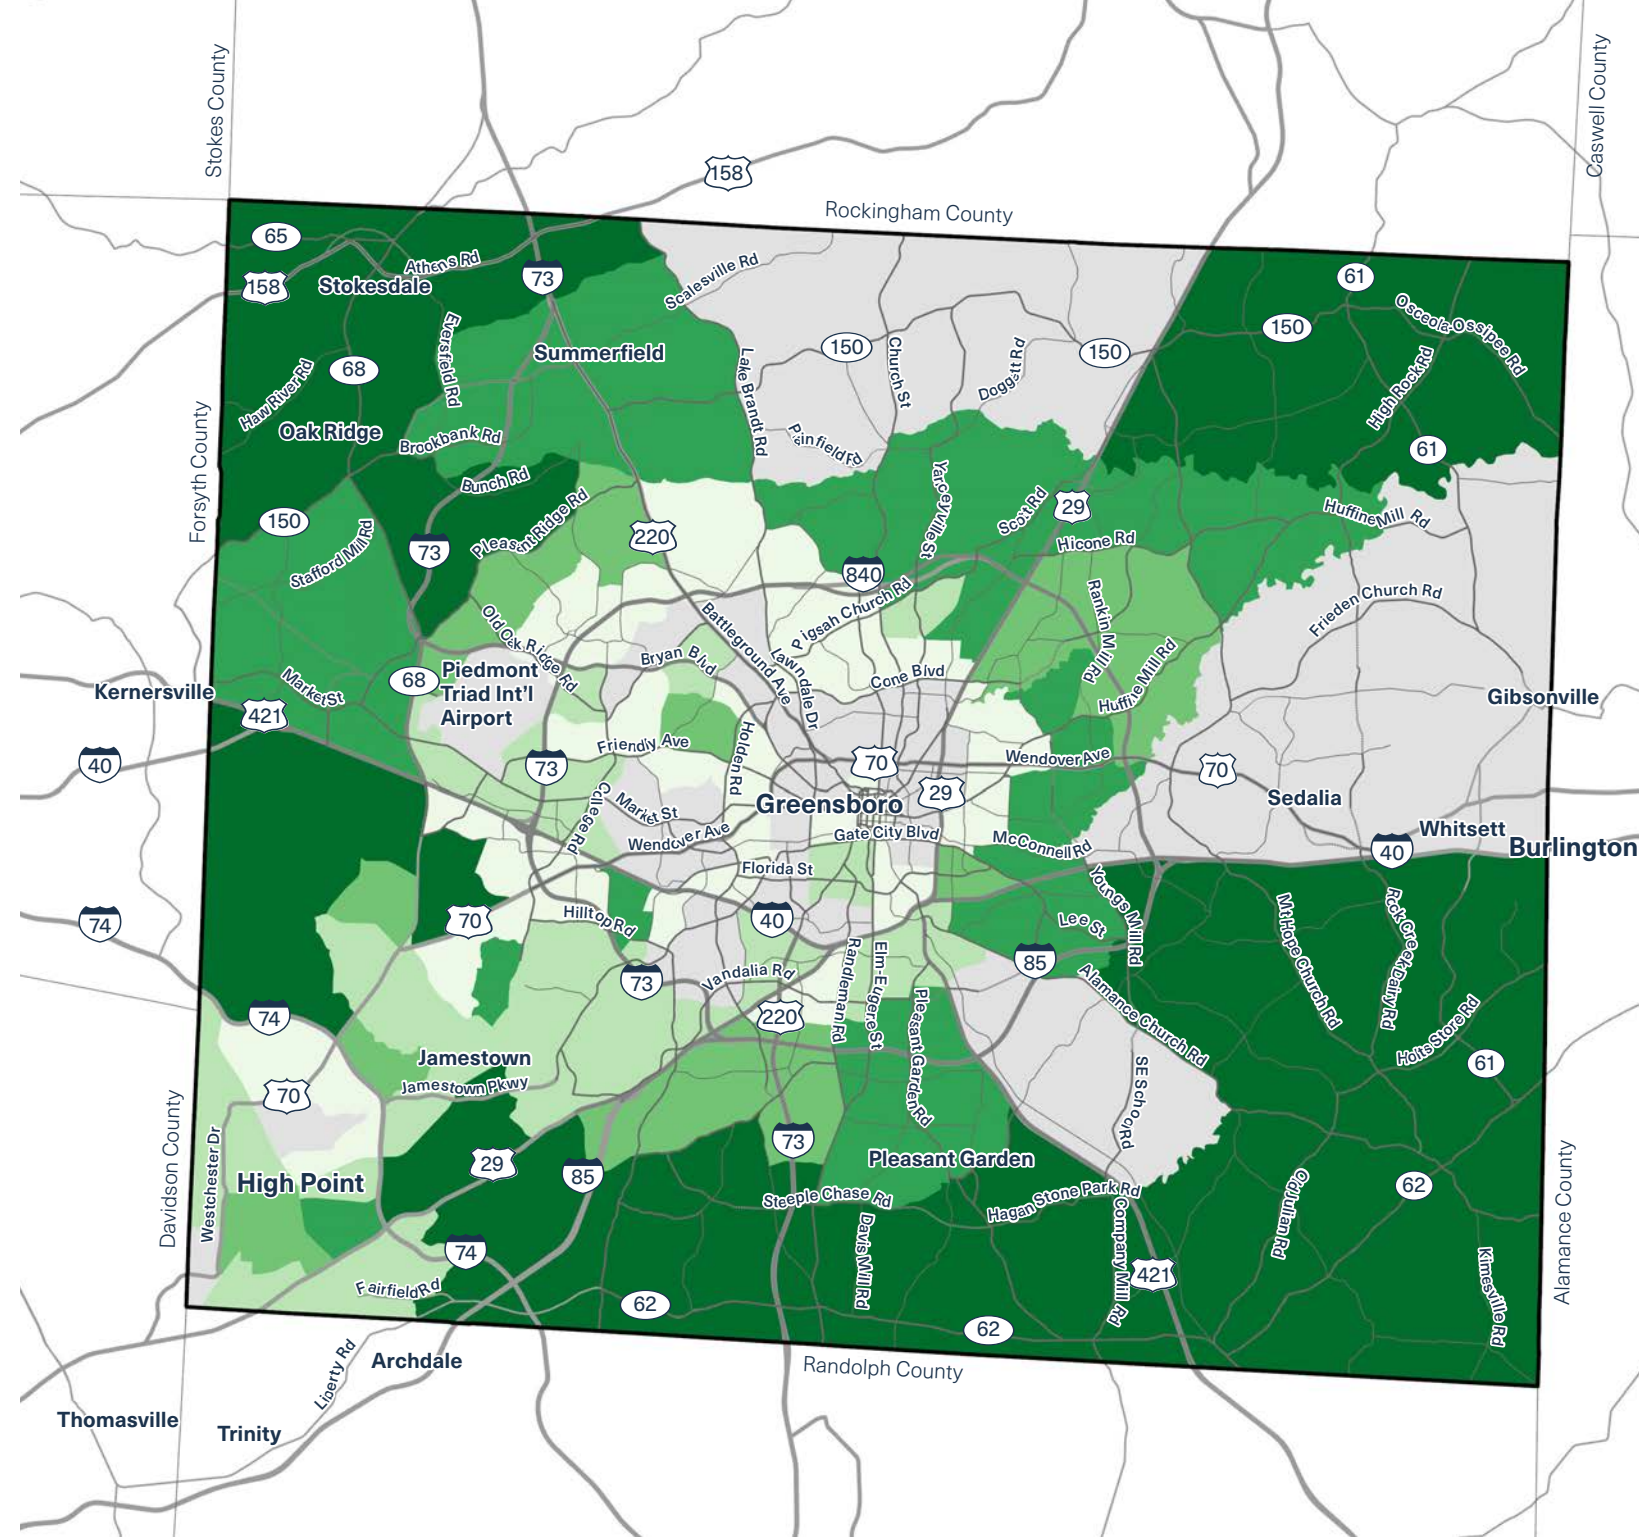 Stokes County
Caswell County
158
Rockingham County
65
158
Athens Rd
Stokesdale
73
Scalesville Rd
61
150
Osceola-Ossipee Rd
Eversfield Rd
Summerfield
150
Church St
Doggett Rd
150
68
Haw River Rd
Lake Brandt Rd
High Rock Rd
Forsyth County
Oak Ridge
Brookbank Rd
61
Bunch Rd
Yanceyville St
Scott Rd
29
Huffine Mill Rd
150
Stafford Mill Rd
73
Pleasant Ridge Rd
220
840
Hicone Rd
Pisgah Church Rd
Rankin Mill Rd
Frieden Church Rd
Old Oak Ridge Rd
Battleground Ave
Lawndale Dr
Bryan Blvd
Cone Blvd
Huffine Mill Rd
68
Piedmont
Triad Int'l
Airport
Kernersville
Market St
421
Gibsonville
40
Friendly Ave
Holden Rd
73
70
29
Wendover Ave
70
College Rd
Market St
Greensboro
Sedalia
Wendover Ave
Gate City Blvd
McConnell Rd
40
Whitsett
Burlington
Florida St
Youngs Mill Rd
74
70
Hilltop Rd
40
Lee St
Mt Hope Church Rd
Rock Creek Dairy Rd
73
Vandalia Rd
Randleman Rd
Elm-Eugene St
85
Alamance Church Rd
74
220
Pleasant Garden Rd
Hoits Store Rd
Jamestown
Jamestown Pkwy
61
70
SE School Rd
Davidson County
Westchester Dr
High Point
29
85
73
Pleasant Garden
Steeple Chase Rd
Hagan Stone Park Rd
62
Old Julian Rd
Alamance County
74
Davis Mill Rd
Company Mill Rd
421
Kimesville Rd
Fairfield Rd
62
62
Liberty Rd
Archdale
Randolph County
Thomasville
Trinity